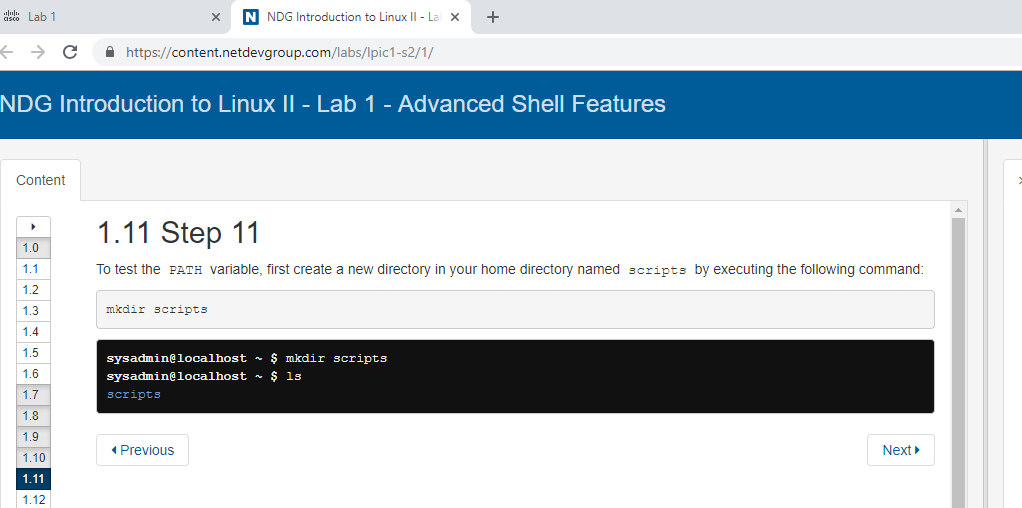 cisco Lab 1
N NDG Introduction to Linux II - La
https://content.netdevgroup.com/labs/lpic1-s2/1/
NDG Introduction to Linux II - Lab 1 - Advanced Shell Features
Content
1.0
1.1
1.2
1.3
1.4
1.5
1.6
1.7
1.8
1.9
1.10
1.11
1.12
1.11 Step 11
To test the PATH variable, first create a new directory in your home directory named scripts by executing the following command:
mkdir scripts
sysadmin@localhost ~ $ mkdir scripts
sysadmin@localhost ~ $ ls
scripts
Previous
Next